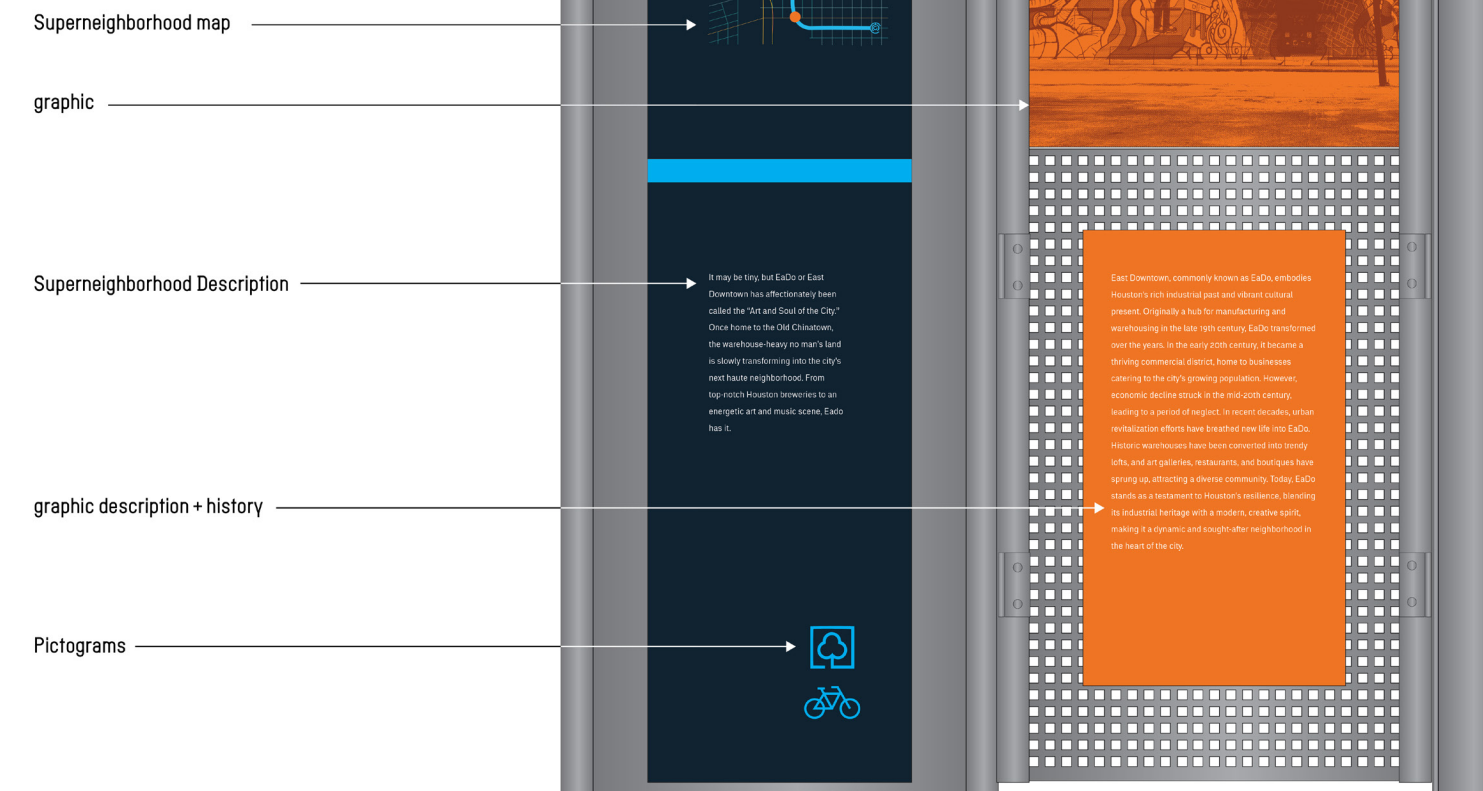 Superneighborhood map
graphic
Superneighborhood Description
It may be tiny, but EaDo or East
Downtown has affectionately been
called the "Art and Soul of the City."
Once home to the Old Chinatown,
the warehouse-heavy no man's land
is slowly transforming into the city's
next haute neighborhood. From
top-notch Houston breweries to an
energetic art and music scene, Eado
has it.
East Downtown, commonly known as EaDo, embodies
Houston's rich industrial past and vibrant cultural
present. Originally a hub for manufacturing and
warehousing in the late 19th century, EaDo transformed
over the years. In the early 20th century, it became a
thriving commercial district, home to businesses
catering to the city's growing population. However,
economic decline struck in the mid-20th century,
leading to a period of neglect. In recent decades, urban
revitalization efforts have breathed new life into EaDo.
Historic warehouses have been converted into trendy
lofts, and art galleries, restaurants, and boutiques have
sprung up, attracting a diverse community. Today, EaDo
stands as a testament to Houston's resilience, blending
its industrial heritage with a modern, creative spirit,
making it a dynamic and sought-after neighborhood in
the heart of the city.
graphic description + history
Pictograms